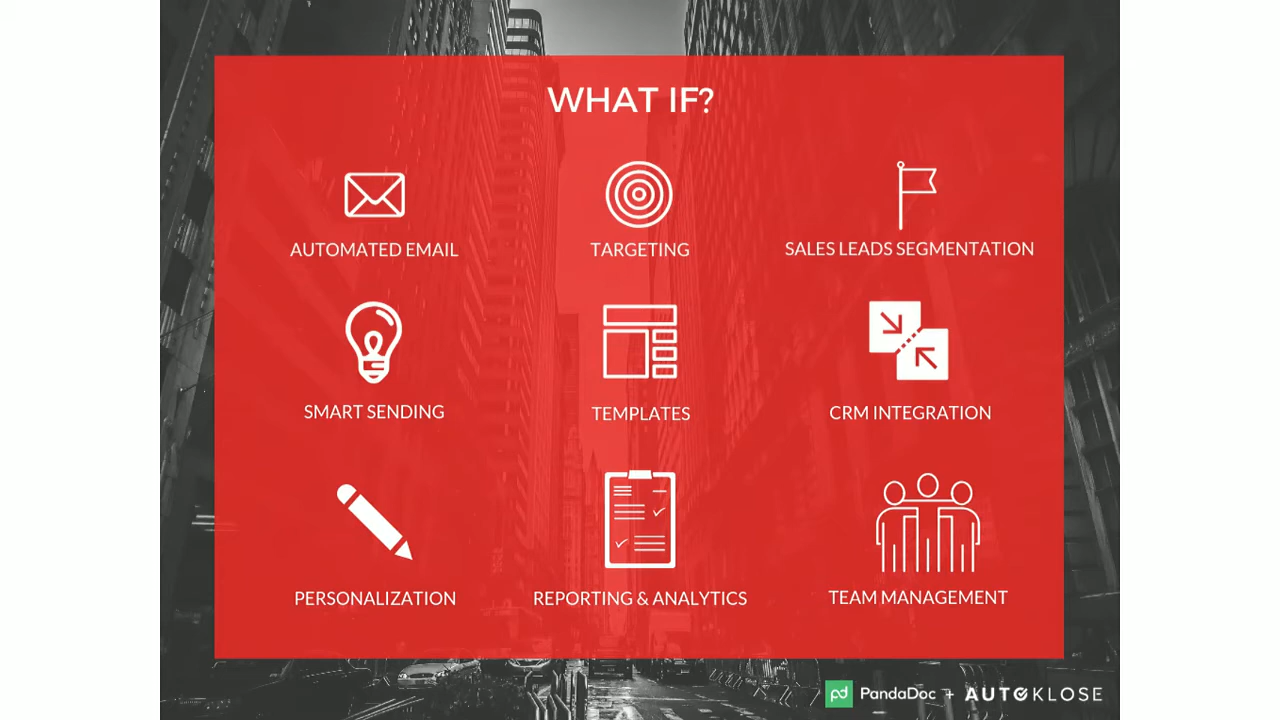 WHAT IF?
AUTOMATED EMAIL
TARGETING
SALES LEADS SEGMENTATION
SMART SENDING
TEMPLATES
CRM INTEGRATION
PERSONALIZATION
REPORTING & ANALYTICS
TEAM MANAGEMENT
pd PandaDoc + AUTOKLOSE